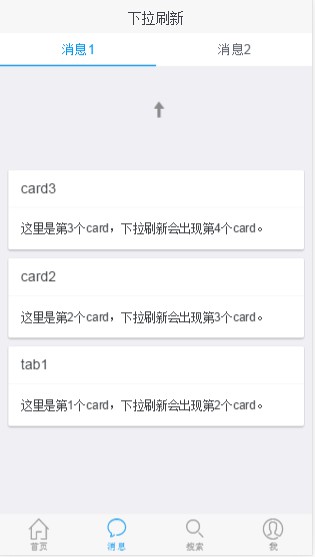 下拉刷新
消息1 消息2
card3
这里是第3个card，下拉刷新会出现第4个card。
card2
这里是第2个card，下拉刷新会出现第3个card。
tab1
这里是第1个card，下拉刷新会出现第2个card。
首页 消息 搜索 我